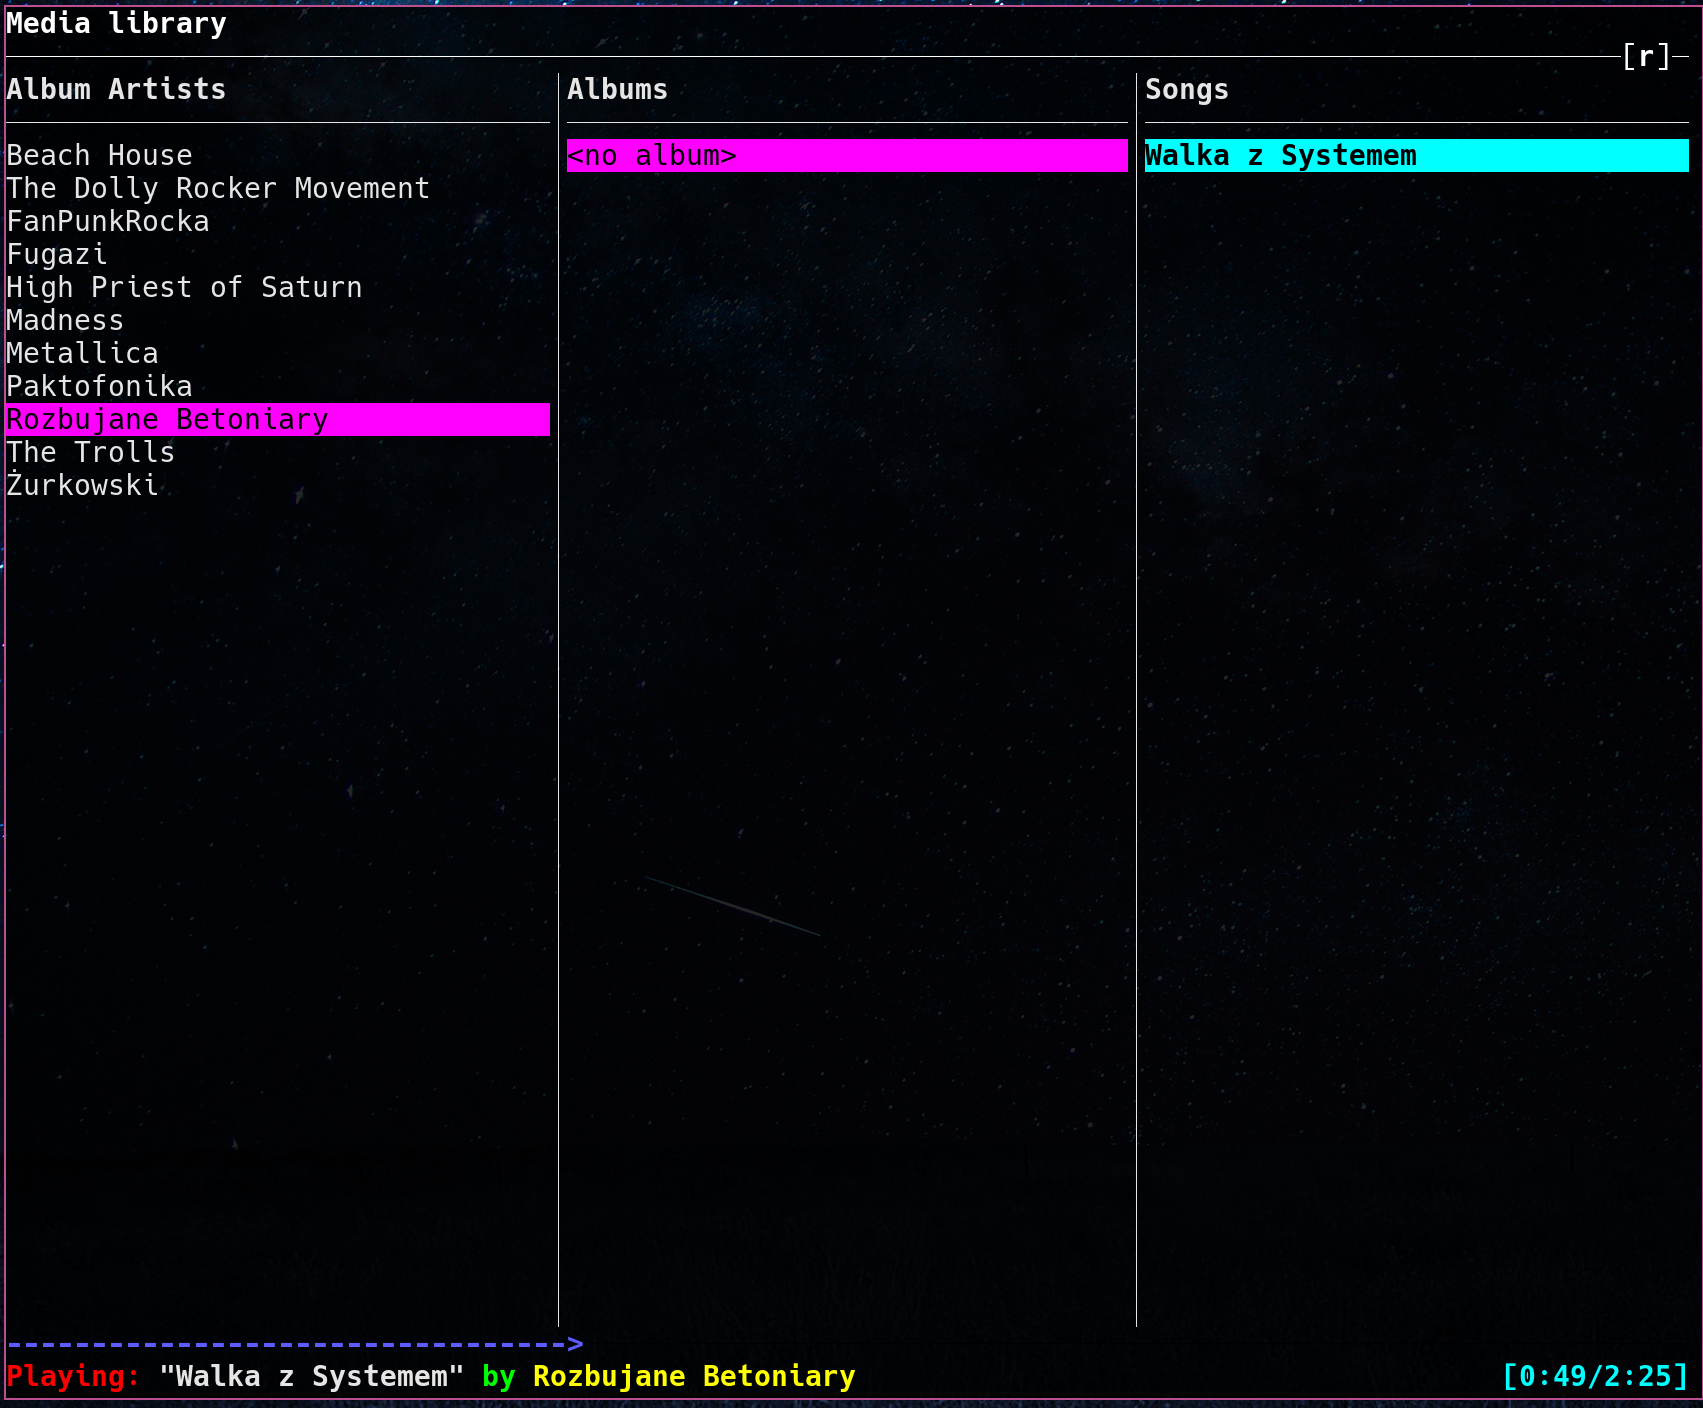 Media library
[r]
Album Artists
Beach House
The Dolly Rocker Movement
FanPunkRocka
Fugazi
High Priest of Saturn
Madness
Metallica
Paktofonika
Rozbujane Betoniary
The Trolls
Żurkowski
Albums
<no album>
Songs
Walka z Systemem
--------------------------------->
Playing: "Walka z Systemem" by Rozbujane Betoniary [0:49/2:25]